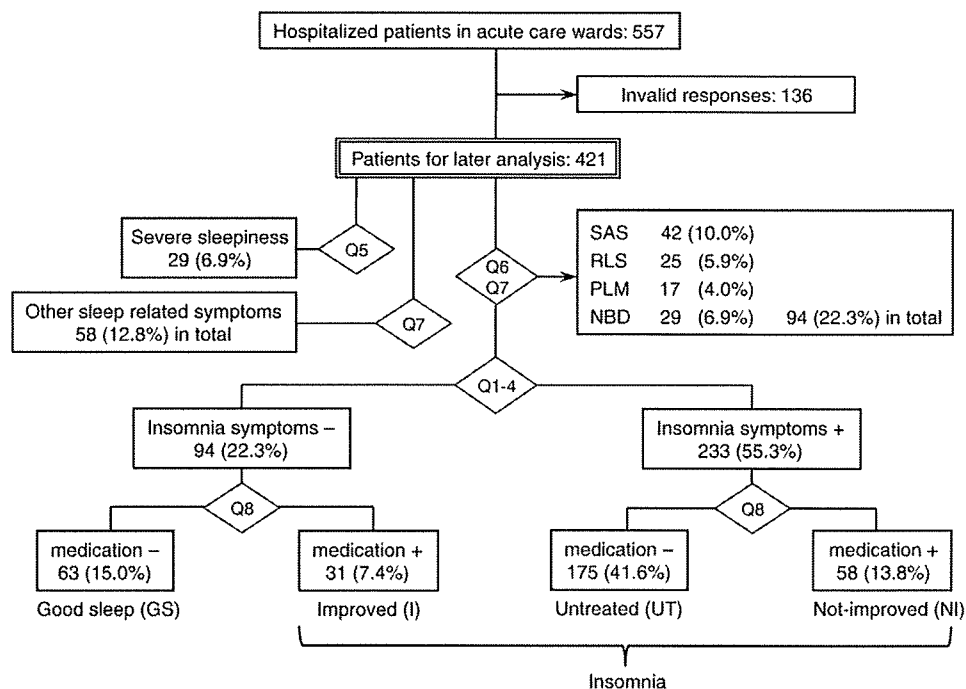 Hospitalized patients in acute care wards: 557
Invalid responses: 136
Patients for later analysis: 421
Severe sleepiness
29 (6.9%)
Q5
Other sleep related symptoms
58 (12.8%) in total
Q7
Q6
Q7
SAS 42 (10.0%)
RLS 25 (5.9%)
PLM 17 (4.0%)
NBD 29 (6.9%) 94 (22.3%) in total
Q1-4
Insomnia symptoms –
94 (22.3%)
Insomnia symptoms +
233 (55.3%)
Q8
Q8
medication –
63 (15.0%)
medication +
31 (7.4%)
medication –
175 (41.6%)
medication +
58 (13.8%)
Good sleep (GS)
Improved (I)
Untreated (UT)
Not-improved (NI)
Insomnia